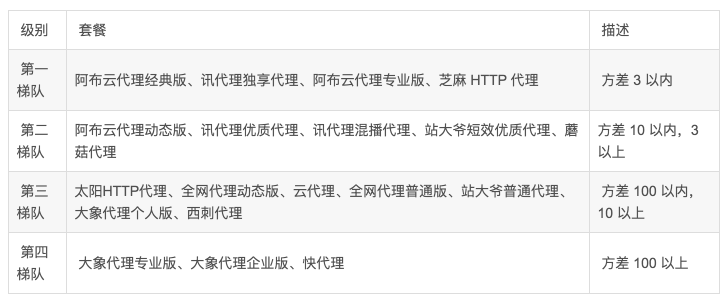 级别 套餐 描述
第一梯队 阿布云代理经典版、讯代理独享代理、阿布云代理专业版、芝麻 HTTP 代理 方差 3 以内
第二梯队 阿布云代理动态版、讯代理优质代理、讯代理混播代理、站大爷短效优质代理、蘑
菇代理 方差 10 以内，3 以上
第三梯队 太阳HTTP代理、全网代理动态版、云代理、全网代理普通版、站大爷普通代理、
大象代理个人版、西刺代理 方差 100 以内，10 以上
第四梯队 大象代理专业版、大象代理企业版、快代理 方差 100 以上